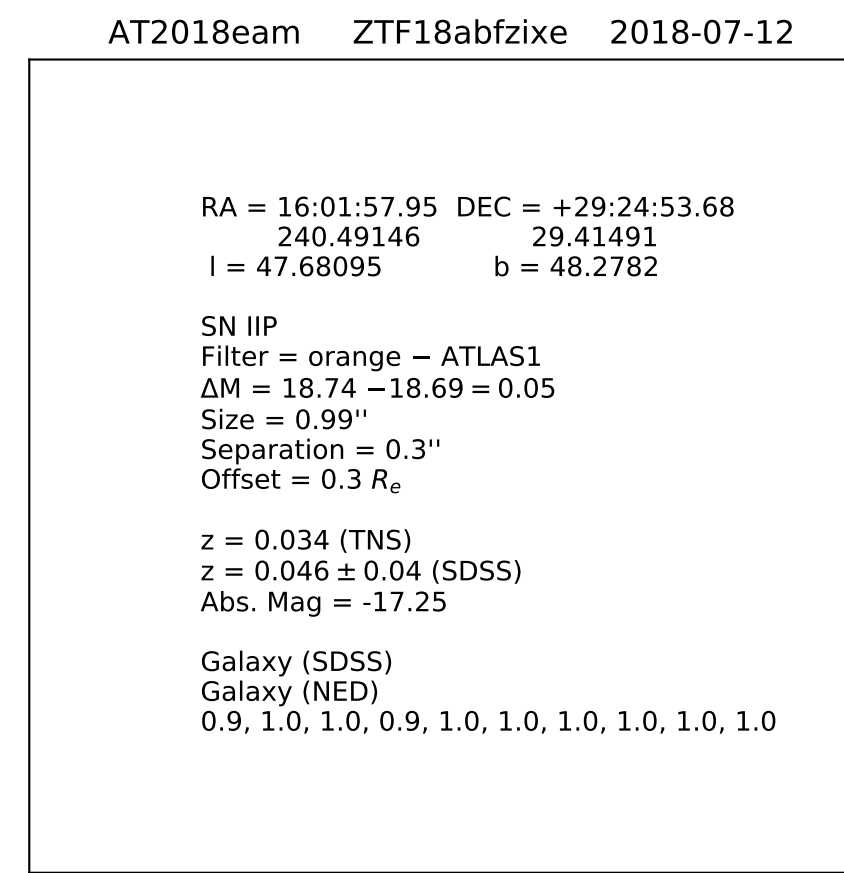 AT2018eam ZTF18abfzixe 2018-07-12
RA = 16:01:57.95 DEC = +29:24:53.68
240.49146 29.41491
l = 47.68095 b = 48.2782
SN IIP
Filter = orange − ATLAS1
ΔM = 18.74 −18.69 = 0.05
Size = 0.99''
Separation = 0.3''
Offset = 0.3 Rₑ
z = 0.034 (TNS)
z = 0.046 ± 0.04 (SDSS)
Abs. Mag = -17.25
Galaxy (SDSS)
Galaxy (NED)
0.9, 1.0, 1.0, 0.9, 1.0, 1.0, 1.0, 1.0, 1.0, 1.0